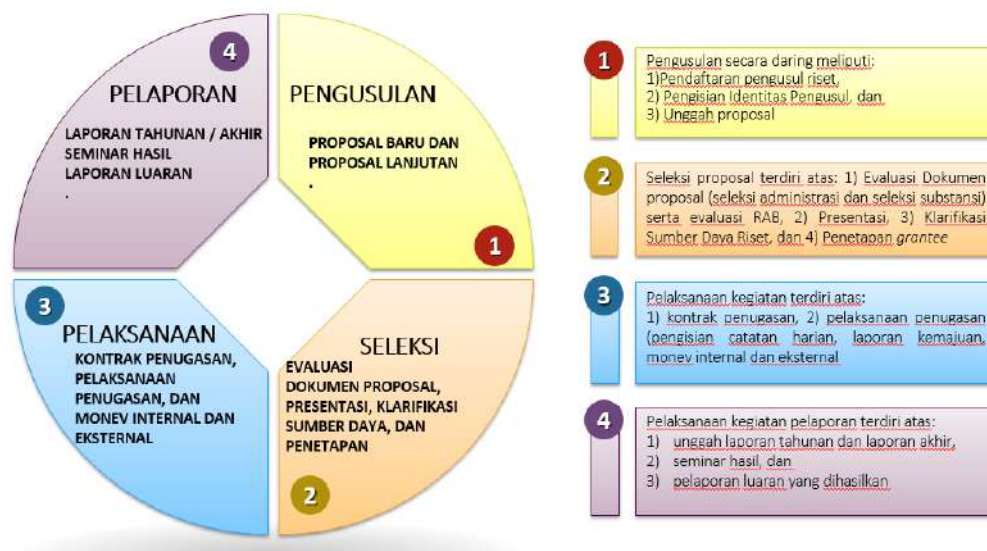 4
PELAPORAN
LAPORAN TAHUNAN / AKHIR
SEMINAR HASIL
LAPORAN LUARAN
.
PENGUSULAN
PROPOSAL BARU DAN
PROPOSAL LANJUTAN
.
1
3
PELAKSANAAN
KONTRAK PENUGASAN,
PELAKSANAAN
PENUGASAN, DAN
MONEV INTERNAL DAN
EKSTERNAL
SELEKSI
EVALUASI
DOKUMEN PROPOSAL,
PRESENTASI, KLARIFIKASI
SUMBER DAYA, DAN
PENETAPAN
2
1
Pengusulan secara daring meliputi:
1)Pendaftaran pengusul riset,
2) Pengisian Identitas Pengusul, dan
3) Unggah proposal
2
Seleksi proposal terdiri atas: 1) Evaluasi Dokumen
proposal (seleksi administrasi dan seleksi substansi)
serta evaluasi RAB, 2) Presentasi, 3) Klarifikasi
Sumber Daya Riset, dan 4) Penetapan grantee
3
Pelaksanaan kegiatan terdiri atas:
1) kontrak penugasan, 2) pelaksanaan penugasan
(pengisian catatan harian, laporan kemajuan,
monev internal dan eksternal
4
Pelaksanaan kegiatan pelaporan terdiri atas:
1) unggah laporan tahunan dan laporan akhir,
2) seminar hasil, dan
3) pelaporan luaran yang dihasilkan